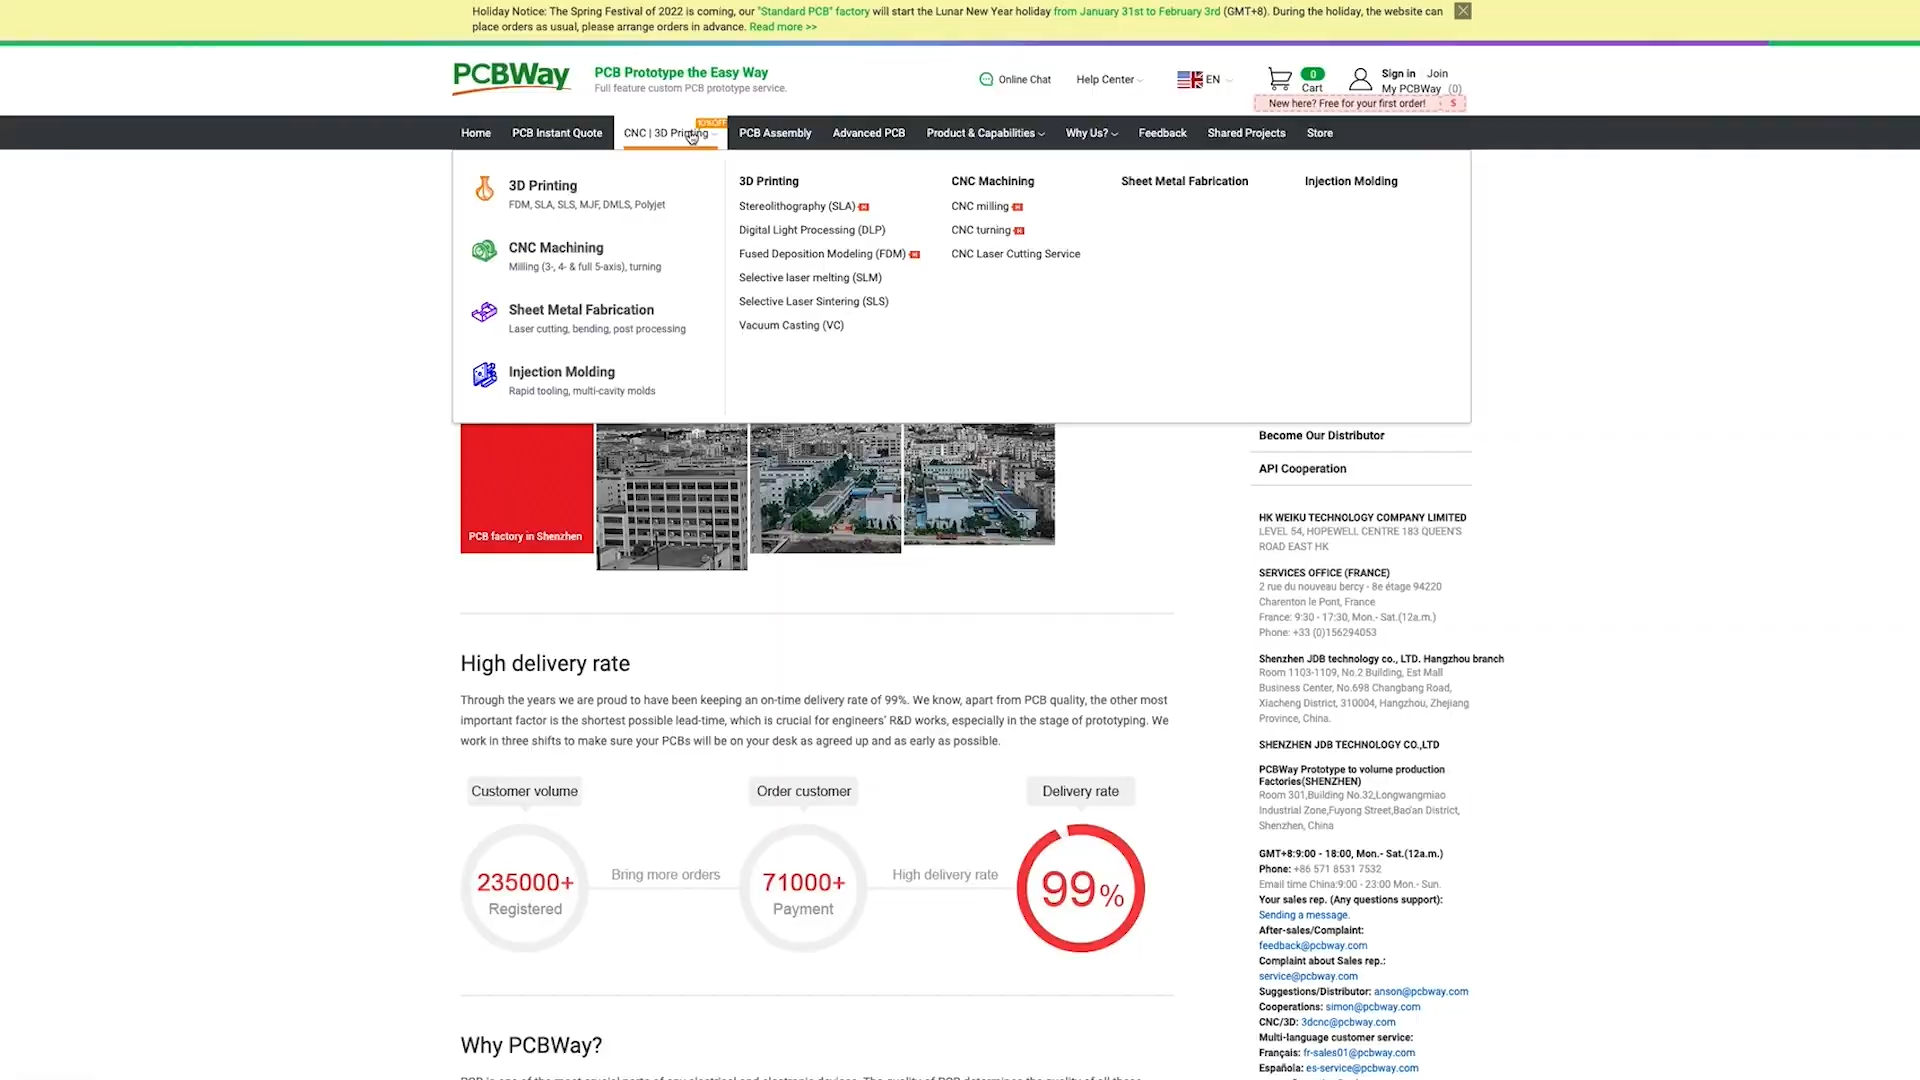 Holiday Notice: The Spring Festival of 2022 is coming, our "Standard PCB" factory will start the Lunar New Year holiday from January 31st to February 3rd (GMT+8). During the holiday, the website can
place orders as usual, please arrange orders in advance. Read more >>
PCBWay
PCB Prototype the Easy Way
Full feature custom PCB prototype service.
Online Chat
Help Center
EN
0
Cart
Sign in Join
My PCBWay (0)
New here? Free for your first order! $
Home
PCB Instant Quote
CNC | 3D Printing
10%OFF
PCB Assembly
Advanced PCB
Product & Capabilities
Why Us?
Feedback
Shared Projects
Store
3D Printing
FDM, SLA, SLS, MJF, DMLS, Polyjet
CNC Machining
Milling (3-, 4- & full 5-axis), turning
Sheet Metal Fabrication
Laser cutting, bending, post processing
Injection Molding
Rapid tooling, multi-cavity molds
3D Printing
Stereolithography (SLA)
Digital Light Processing (DLP)
Fused Deposition Modeling (FDM)
Selective laser melting (SLM)
Selective Laser Sintering (SLS)
Vacuum Casting (VC)
CNC Machining
CNC milling
CNC turning
CNC Laser Cutting Service
Sheet Metal Fabrication
Injection Molding
PCB factory in Shenzhen
High delivery rate
Through the years we are proud to have been keeping an on-time delivery rate of 99%. We know, apart from PCB quality, the other most
important factor is the shortest possible lead-time, which is crucial for engineers' R&D works, especially in the stage of prototyping. We
work in three shifts to make sure your PCBs will be on your desk as agreed up and as early as possible.
Customer volume
235000+
Registered
Bring more orders
Order customer
71000+
Payment
High delivery rate
Delivery rate
99%
Why PCBWay?
Become Our Distributor
API Cooperation
HK WEIKU TECHNOLOGY COMPANY LIMITED
LEVEL 54, HOPEWELL CENTRE 183 QUEEN'S
ROAD EAST HK
SERVICES OFFICE (FRANCE)
2 rue du nouveau bercy - 8e étage 94220
Charenton le Pont, France
France: 9:30 - 17:30, Mon.- Sat.(12a.m.)
Phone: +33 (0)156294053
Shenzhen JDB technology co., LTD. Hangzhou branch
Room 1103-1109, No.2 Building, Est Mall
Business Center, No.698 Changbang Road,
Xiacheng District, 310004, Hangzhou, Zhejiang
Province, China.
SHENZHEN JDB TECHNOLOGY CO.,LTD
PCBWay Prototype to volume production
Factories(SHENZHEN)
Room 301,Building No.32,Longwangmiao
Industrial Zone,Fuyong Street,Bao'an District,
Shenzhen, China
GMT+8:9:00 - 18:00, Mon.- Sat.(12a.m.)
Phone: +86 571 8531 7532
Email time China:9:00 - 23:00 Mon.- Sun.
Your sales rep. (Any questions support):
Sending a message.
After-sales/Complaint:
feedback@pcbway.com
Complaint about Sales rep.:
service@pcbway.com
Suggestions/Distributor: anson@pcbway.com
Cooperations: simon@pcbway.com
CNC/3D: 3dcnc@pcbway.com
Multi-language customer service:
Français: fr-sales01@pcbway.com
Española: es-service@pcbway.com